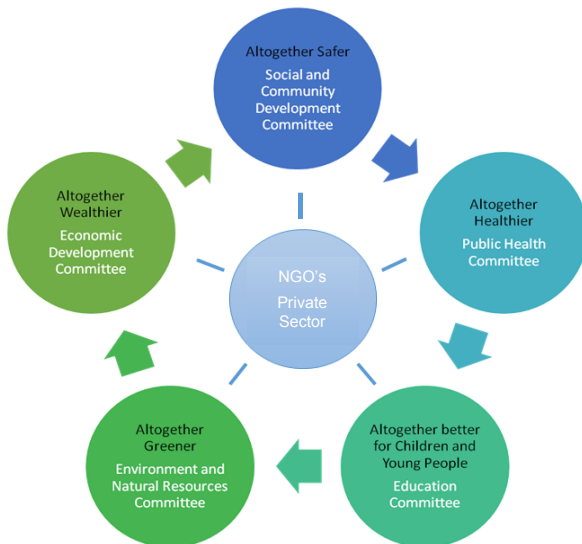 Altogether Safer
Social and
Community
Development
Committee
Altogether
Healthier
Public Health
Committee
Altogether better
for Children and
Young People
Education
Committee
Altogether
Greener
Environment and
Natural Resources
Committee
Altogether
Wealthier
Economic
Development
Committee
NGO's
Private
Sector